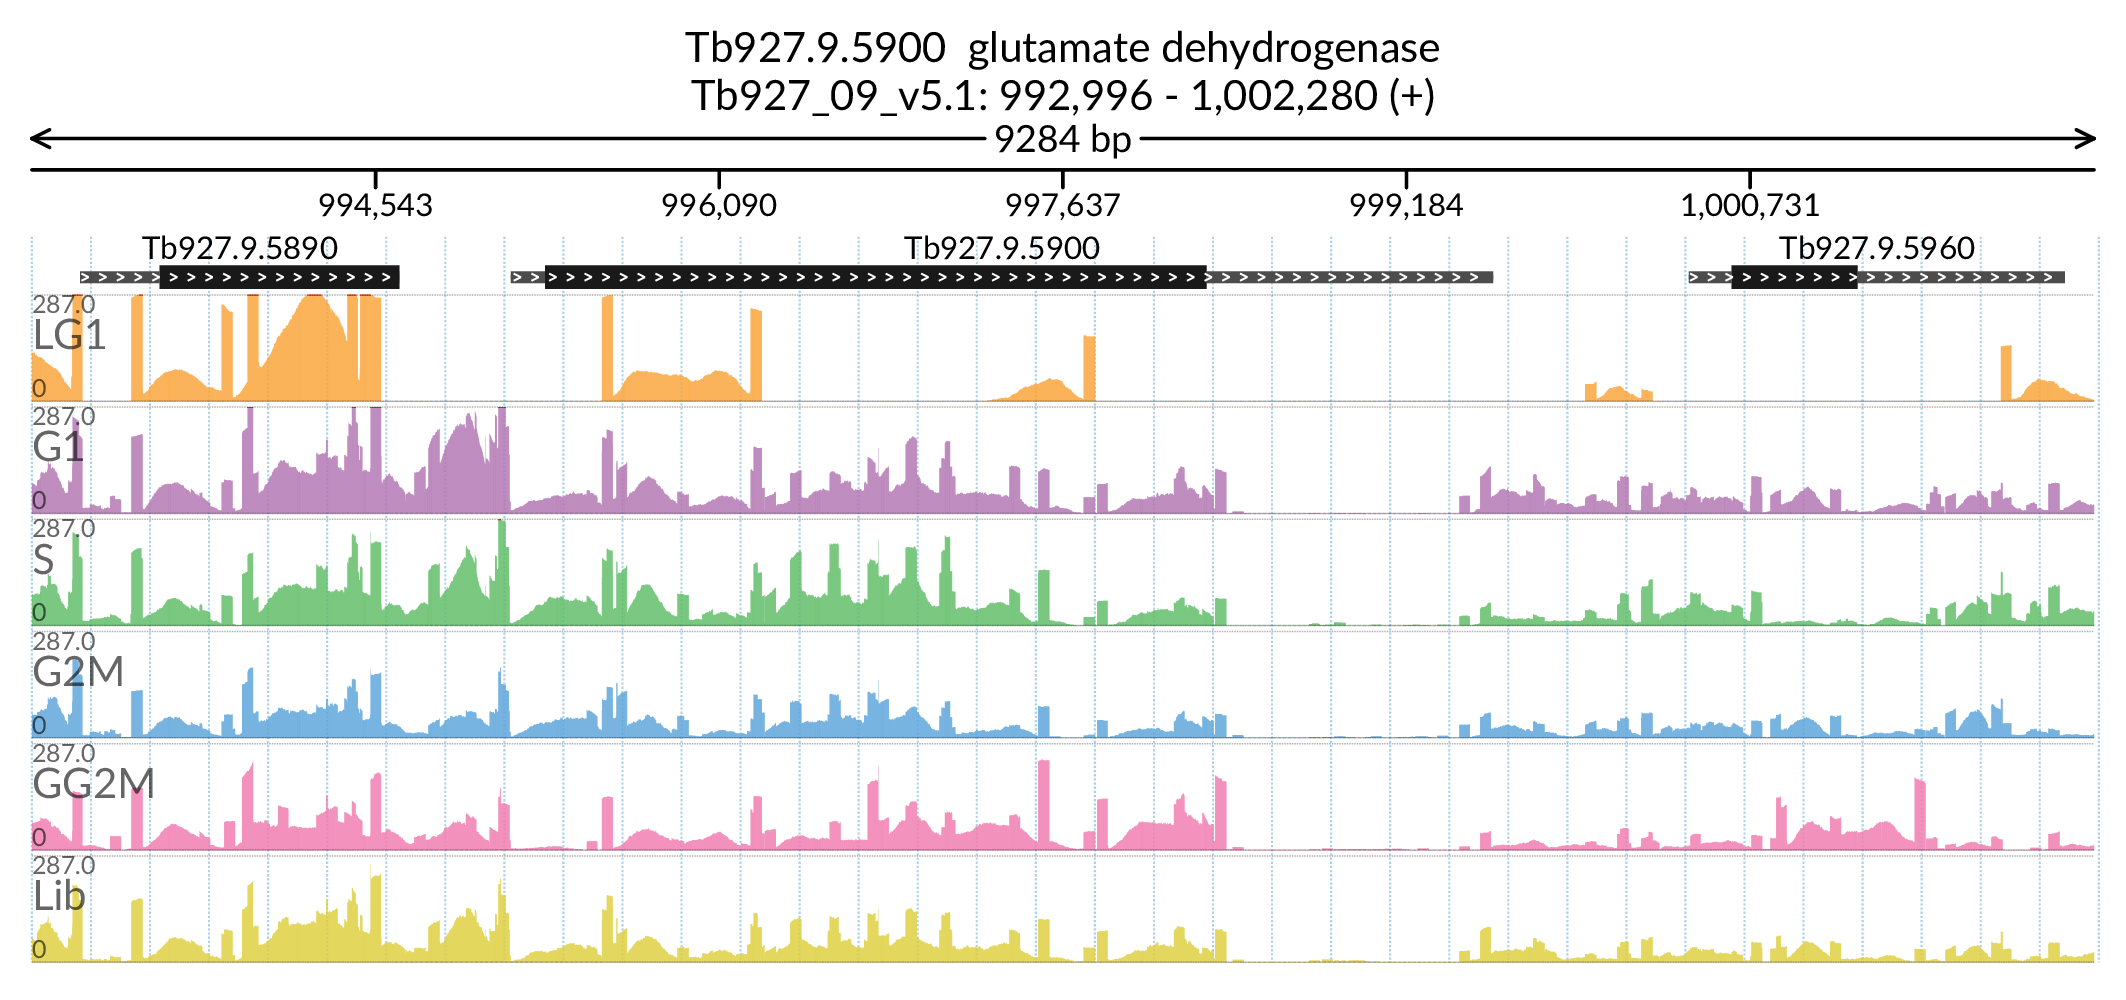 Tb927.9.5900 glutamate dehydrogenase
Tb927_09_v5.1: 992,996 - 1,002,280 (+)
9284 bp
994,543 996,090 997,637 999,184 1,000,731
Tb927.9.5890 Tb927.9.5900 Tb927.9.5960
287.0
LG1
0
287.0
G1
0
287.0
S
0
287.0
G2M
0
287.0
GG2M
0
287.0
Lib
0